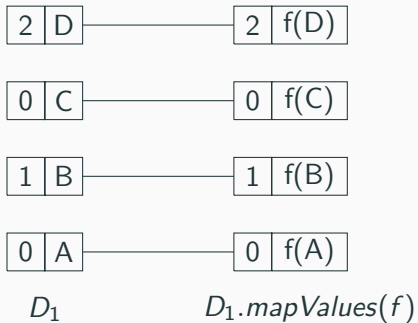 2 D 2 f(D)
0 C 0 f(C)
1 B 1 f(B)
0 A 0 f(A)
D₁ D₁.mapValues(f)